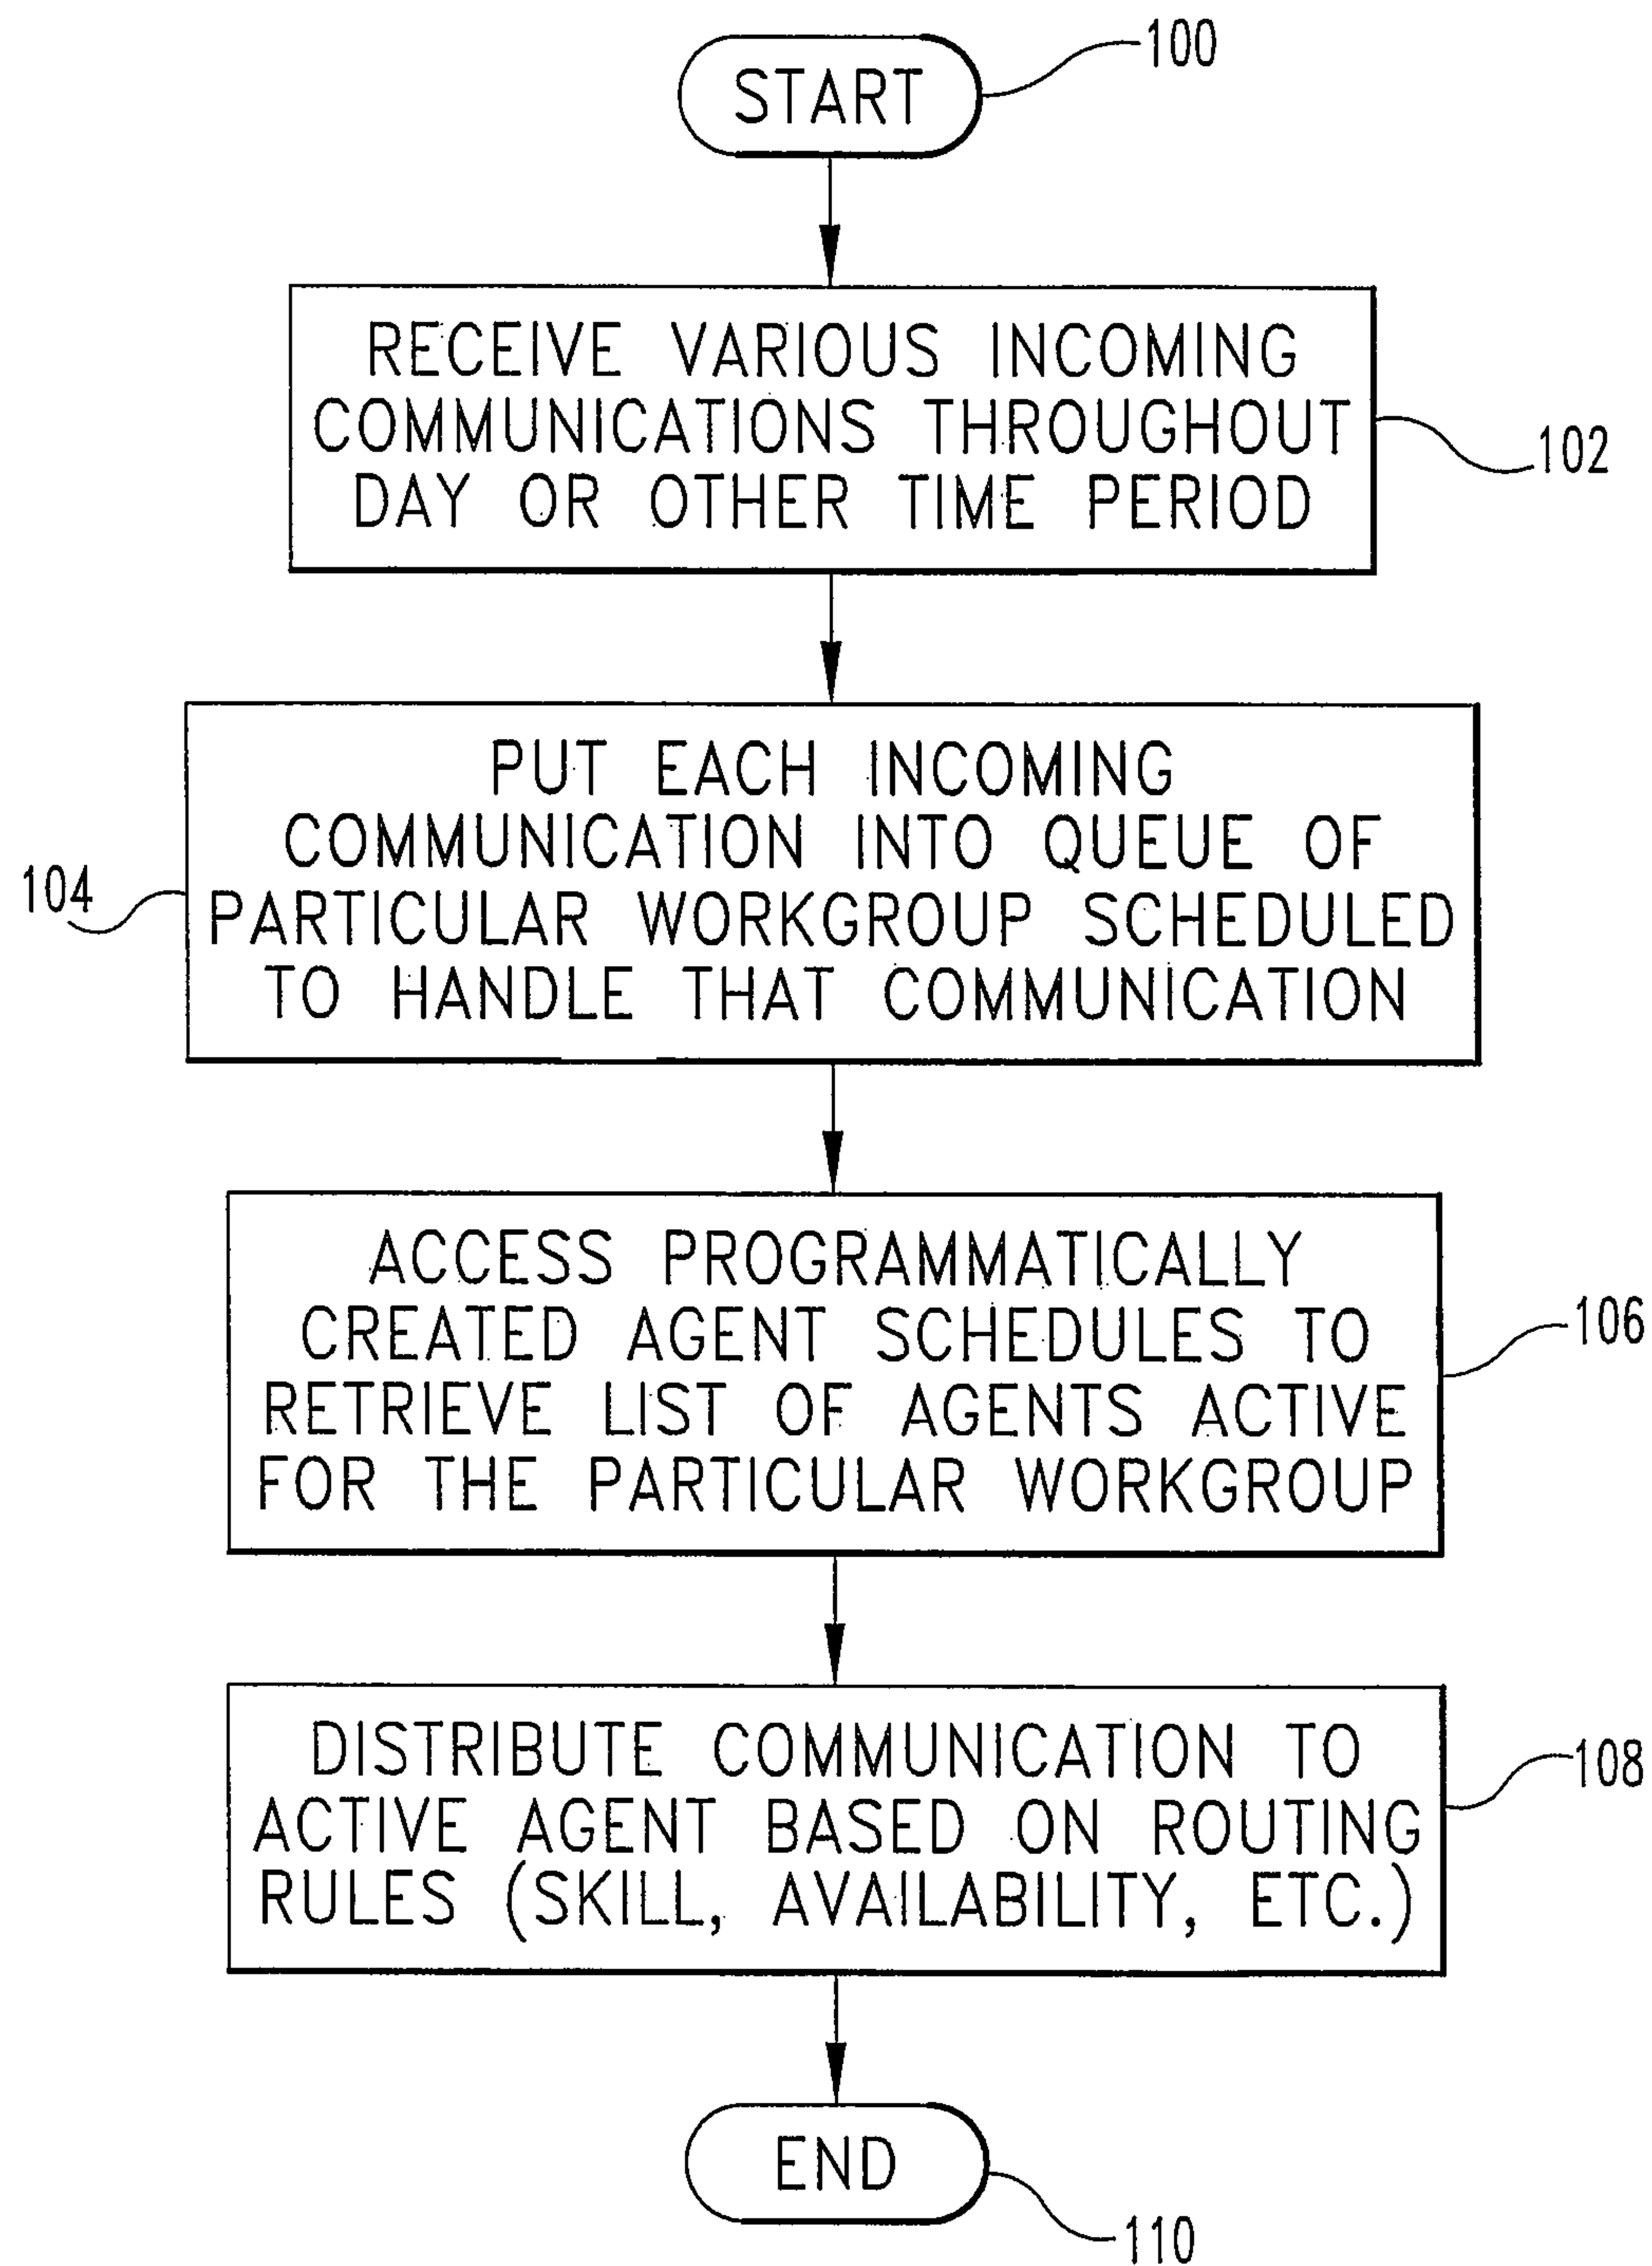 START
100
RECEIVE VARIOUS INCOMING
COMMUNICATIONS THROUGHOUT
DAY OR OTHER TIME PERIOD
102
PUT EACH INCOMING
COMMUNICATION INTO QUEUE OF
PARTICULAR WORKGROUP SCHEDULED
TO HANDLE THAT COMMUNICATION
104
ACCESS PROGRAMMATICALLY
CREATED AGENT SCHEDULES TO
RETRIEVE LIST OF AGENTS ACTIVE
FOR THE PARTICULAR WORKGROUP
106
DISTRIBUTE COMMUNICATION TO
ACTIVE AGENT BASED ON ROUTING
RULES (SKILL, AVAILABILITY, ETC.)
108
END
110